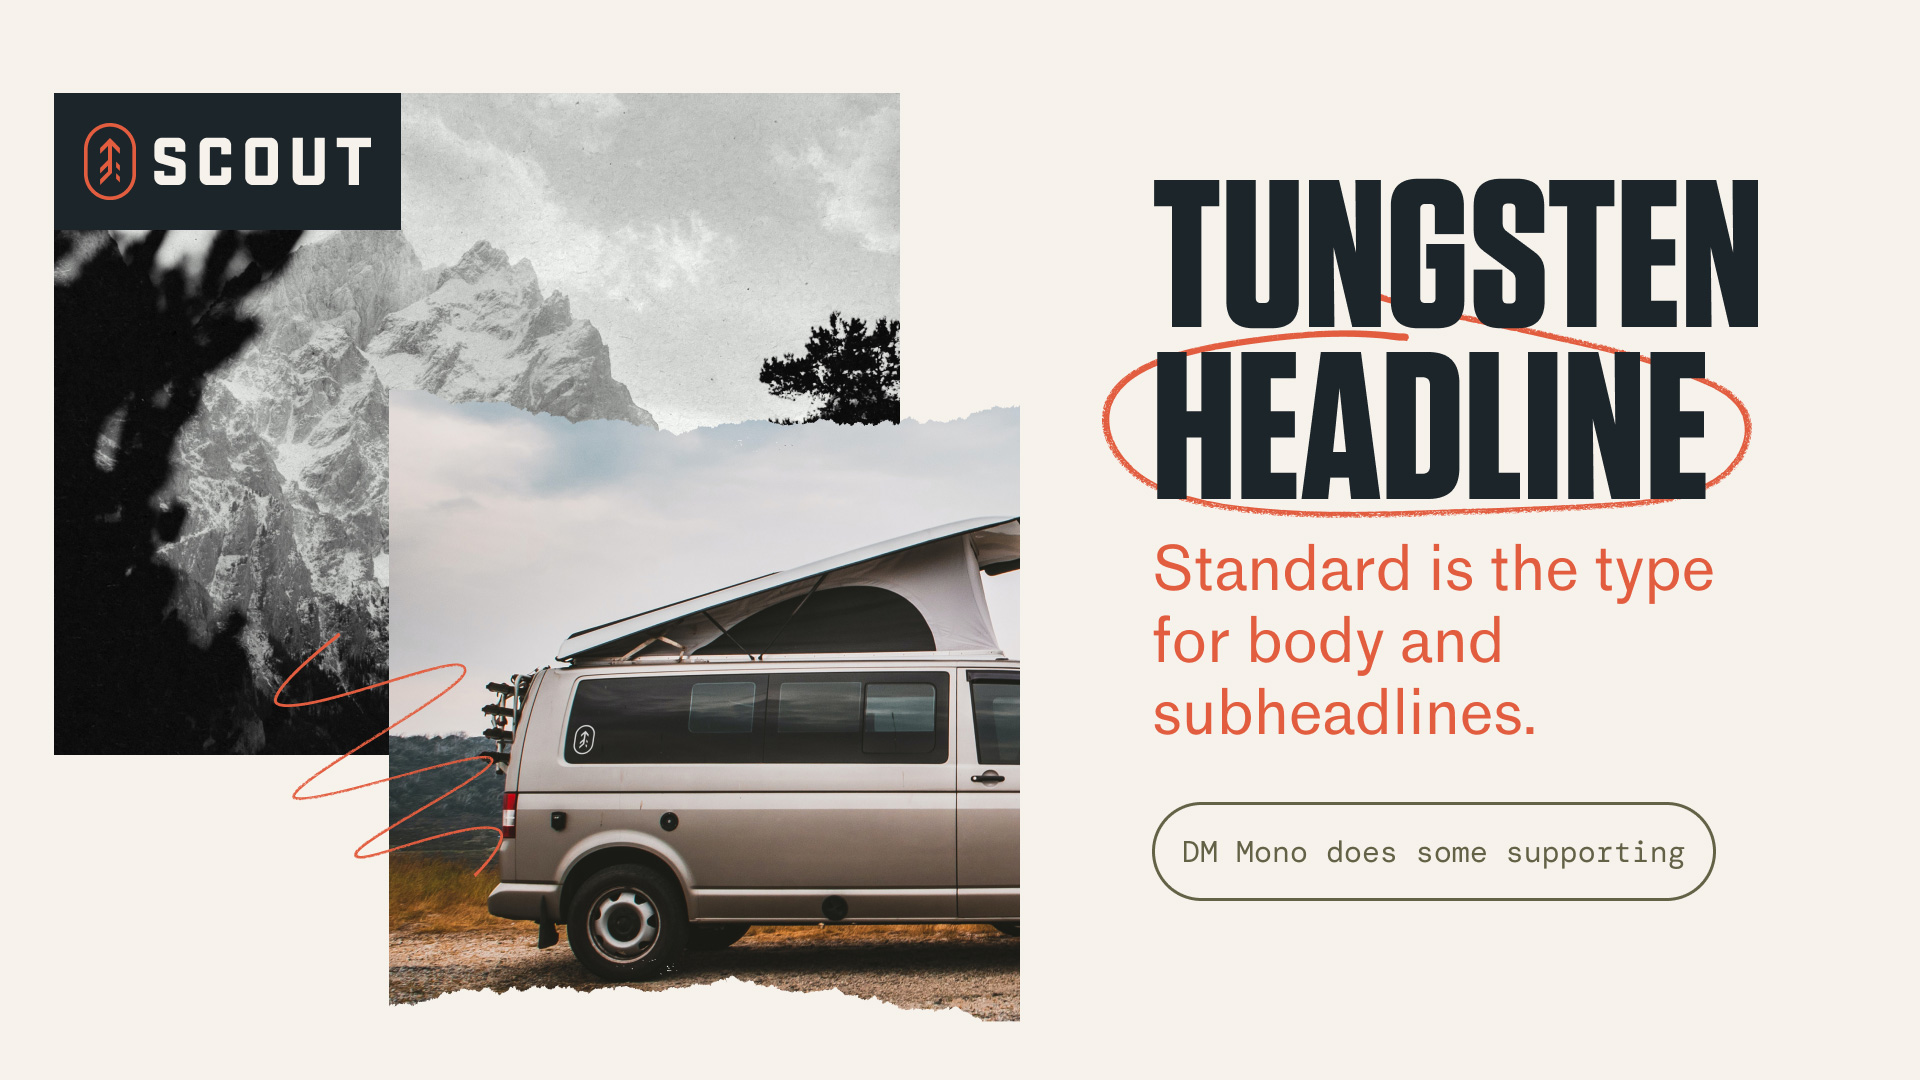 SCOUT
TUNGSTEN
HEADLINE
Standard is the type
for body and
subheadlines.
DM Mono does some supporting